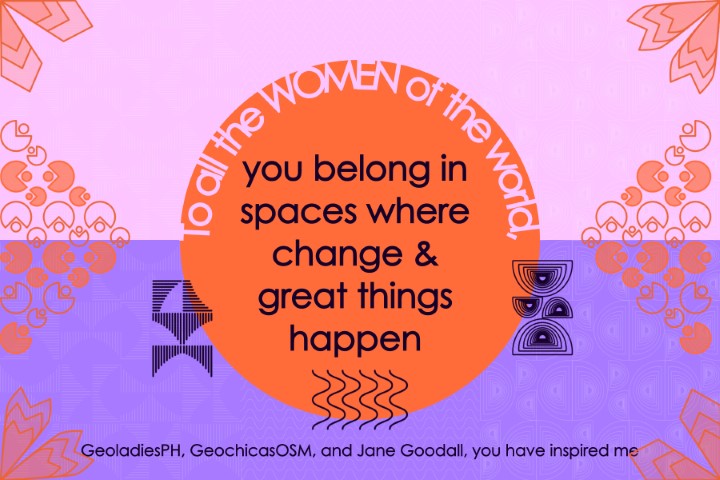 To all the WOMEN of the world,
you belong in
spaces where
change &
great things
happen
GeoladiesPH, GeochicasOSM, and Jane Goodall, you have inspired me